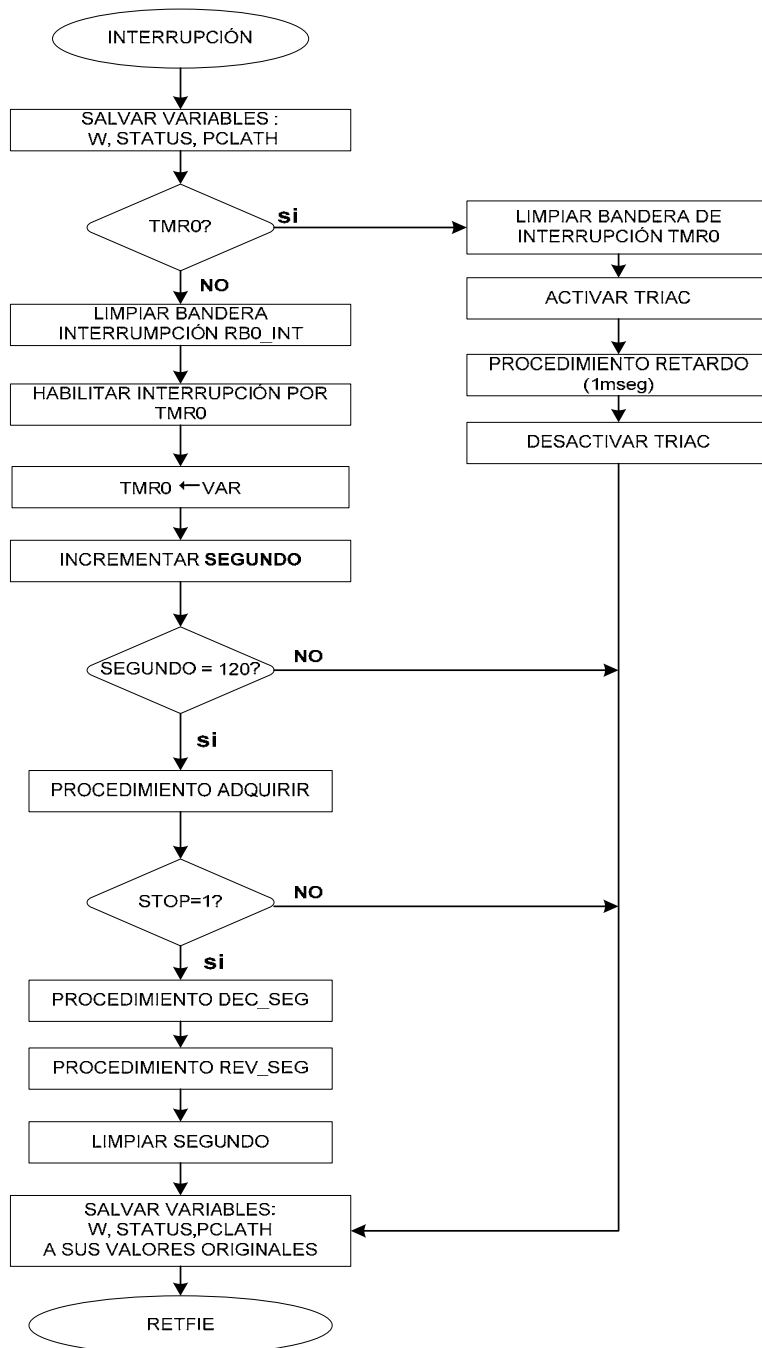 INTERRUPCIÓN
SALVAR VARIABLES :
W, STATUS, PCLATH
TMR0?
si
NO
LIMPIAR BANDERA DE
INTERRUPCIÓN TMR0
ACTIVAR TRIAC
PROCEDIMIENTO RETARDO
(1mseg)
DESACTIVAR TRIAC
LIMPIAR BANDERA
INTERRUMPCIÓN RB0_INT
HABILITAR INTERRUPCIÓN POR
TMR0
TMR0 ←VAR
INCREMENTAR SEGUNDO
SEGUNDO = 120?
NO
si
PROCEDIMIENTO ADQUIRIR
STOP=1?
NO
si
PROCEDIMIENTO DEC_SEG
PROCEDIMIENTO REV_SEG
LIMPIAR SEGUNDO
SALVAR VARIABLES:
W, STATUS,PCLATH
A SUS VALORES ORIGINALES
RETFIE